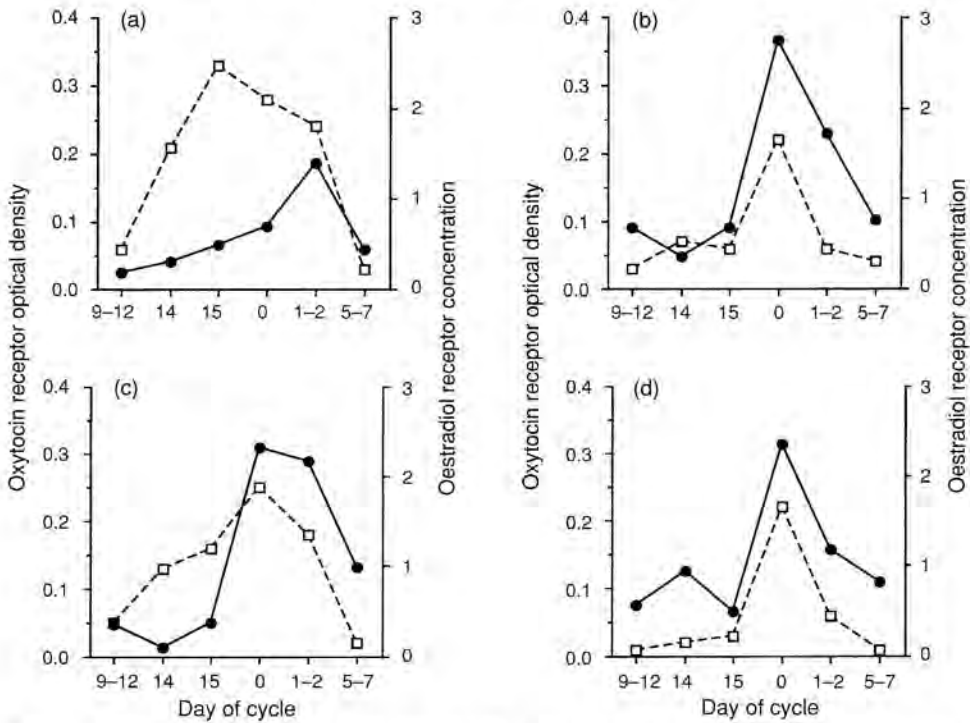 (a)
0.4
0.3
0.2
0.1
0.0
3
2
1
0
9–12 14 15 0 1–2 5–7
(b)
0.4
0.3
0.2
0.1
0.0
3
2
1
0
9–12 14 15 0 1–2 5–7
Oxytocin receptor optical density
Oestradiol receptor concentration
Oxytocin receptor optical density
Oestradiol receptor concentration
(c)
0.4
0.3
0.2
0.1
0.0
3
2
1
0
9–12 14 15 0 1–2 5–7
Day of cycle
(d)
0.4
0.3
0.2
0.1
0.0
3
2
1
0
9–12 14 15 0 1–2 5–7
Day of cycle